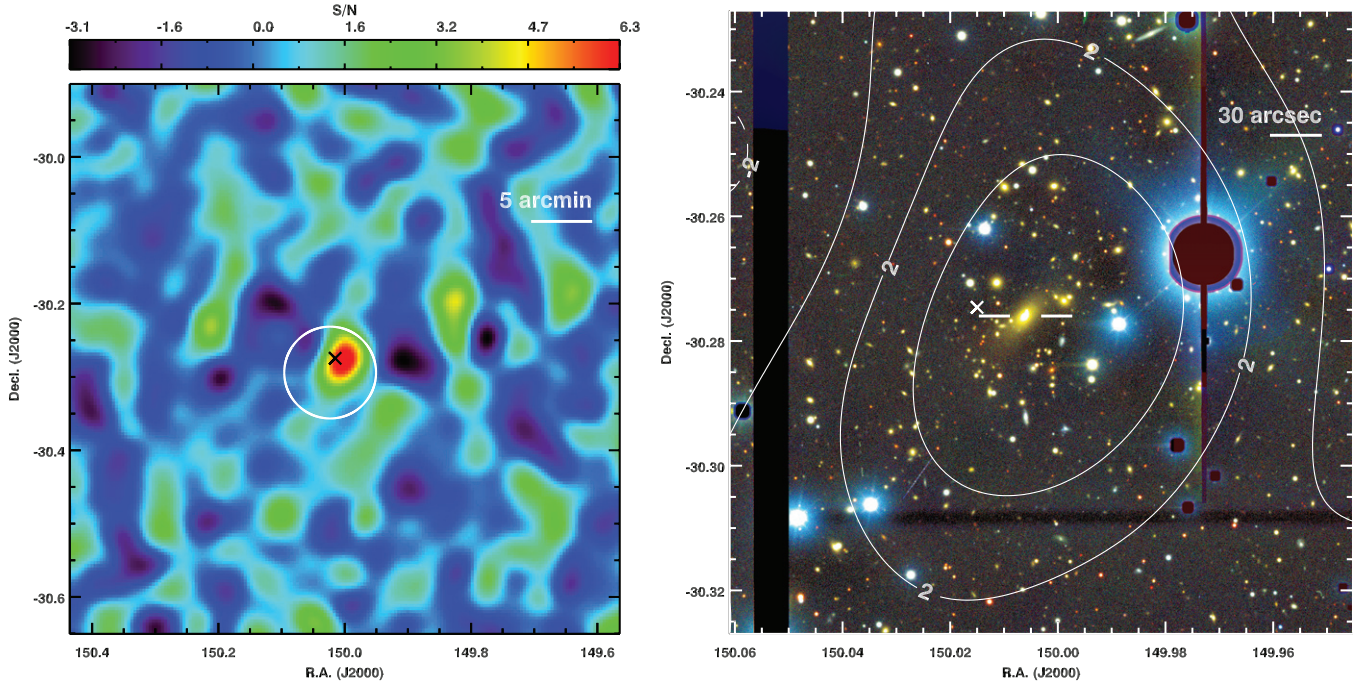 S/N
-3.1 -1.6 0.0 1.6 3.2 4.7 6.3
5 arcmin
Decl. (J2000)
-30.0
-30.2
-30.4
-30.6
150.4 150.2 150.0 149.8 149.6
R.A. (J2000)
30 arcsec
Decl. (J2000)
-30.24
-30.26
-30.28
-30.30
-30.32
2
-2
2
2
2
150.06 150.04 150.02 150.00 149.98 149.96
R.A. (J2000)